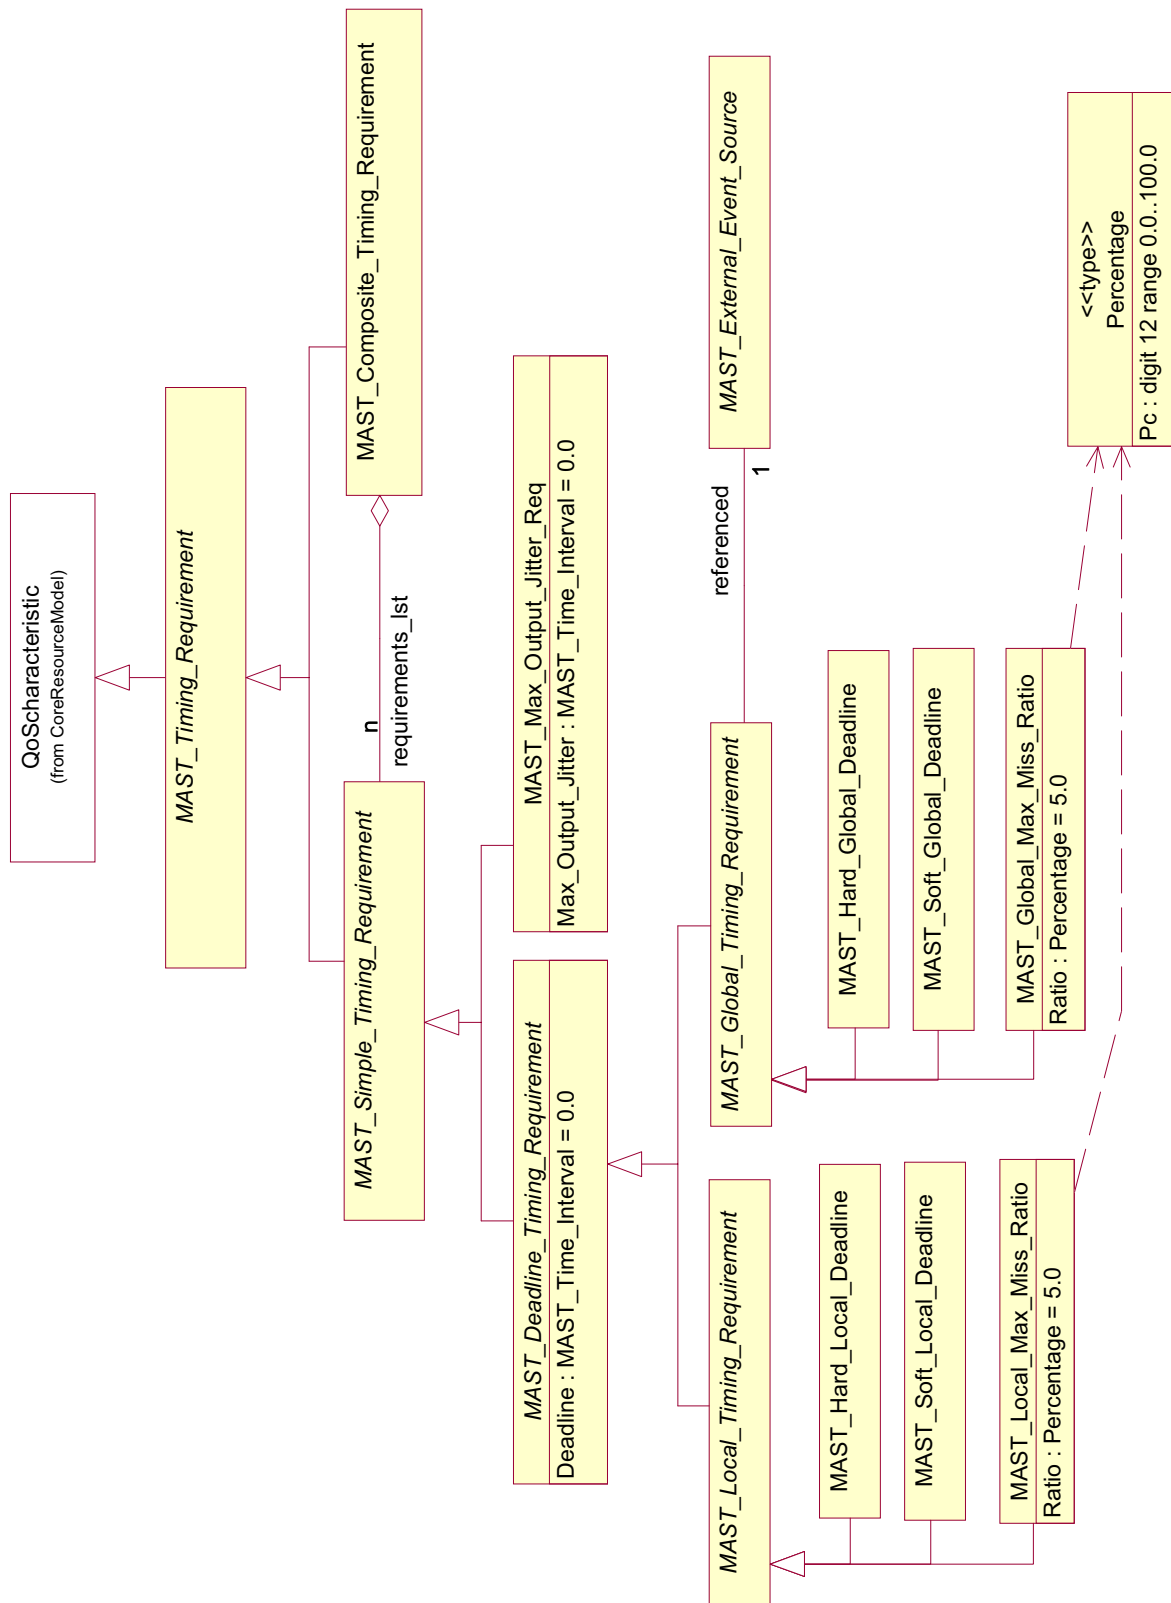 QoScharacteristic
(from CoreResourceModel)
MAST_Timing_Requirement
MAST_Simple_Timing_Requirement
n
requirements_lst
MAST_Composite_Timing_Requirement
MAST_Deadline_Timing_Requirement
Deadline : MAST_Time_Interval = 0.0
MAST_Max_Output_Jitter_Req
Max_Output_Jitter : MAST_Time_Interval = 0.0
MAST_Local_Timing_Requirement
MAST_Global_Timing_Requirement
referenced
1
MAST_External_Event_Source
MAST_Hard_Local_Deadline
MAST_Soft_Local_Deadline
MAST_Local_Max_Miss_Ratio
Ratio : Percentage = 5.0
MAST_Hard_Global_Deadline
MAST_Soft_Global_Deadline
MAST_Global_Max_Miss_Ratio
Ratio : Percentage = 5.0
<<type>>
Percentage
Pc : digit 12 range 0.0..100.0